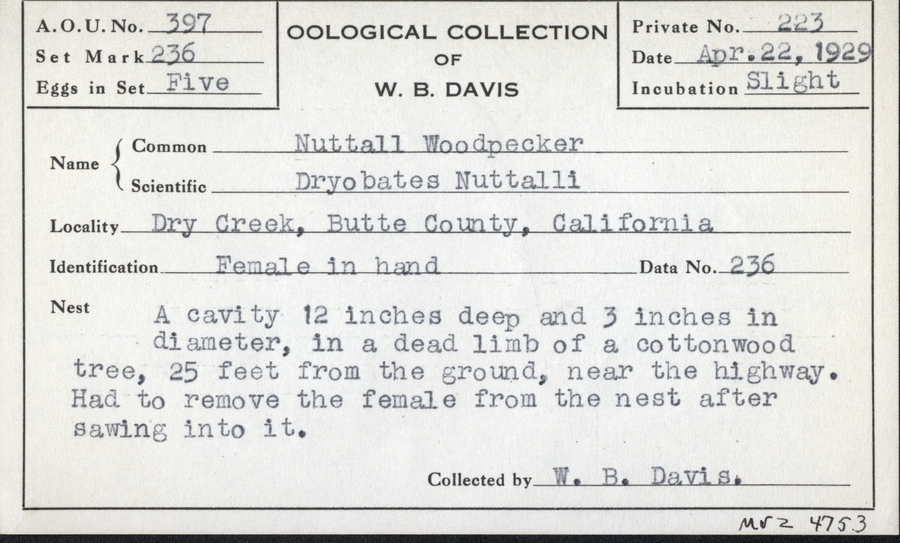 A.O.U. No. 397
Set Mark 236
Eggs in Set Five
OOLOGICAL COLLECTION
OF
W. B. DAVIS
Private No. 223
Date Apr. 22, 1929
Incubation Slight
Name
Common Nuttall Woodpecker
Scientific Dryobates Nuttalli
Locality Dry Creek, Butte County, California
Identification Female in hand Data No. 236
Nest A cavity 12 inches deep and 3 inches in
diameter, in a dead limb of a cottonwood
tree, 25 feet from the ground, near the highway.
Had to remove the female from the nest after
sawing into it.
Collected by W. B. Davis.
MVZ 4753